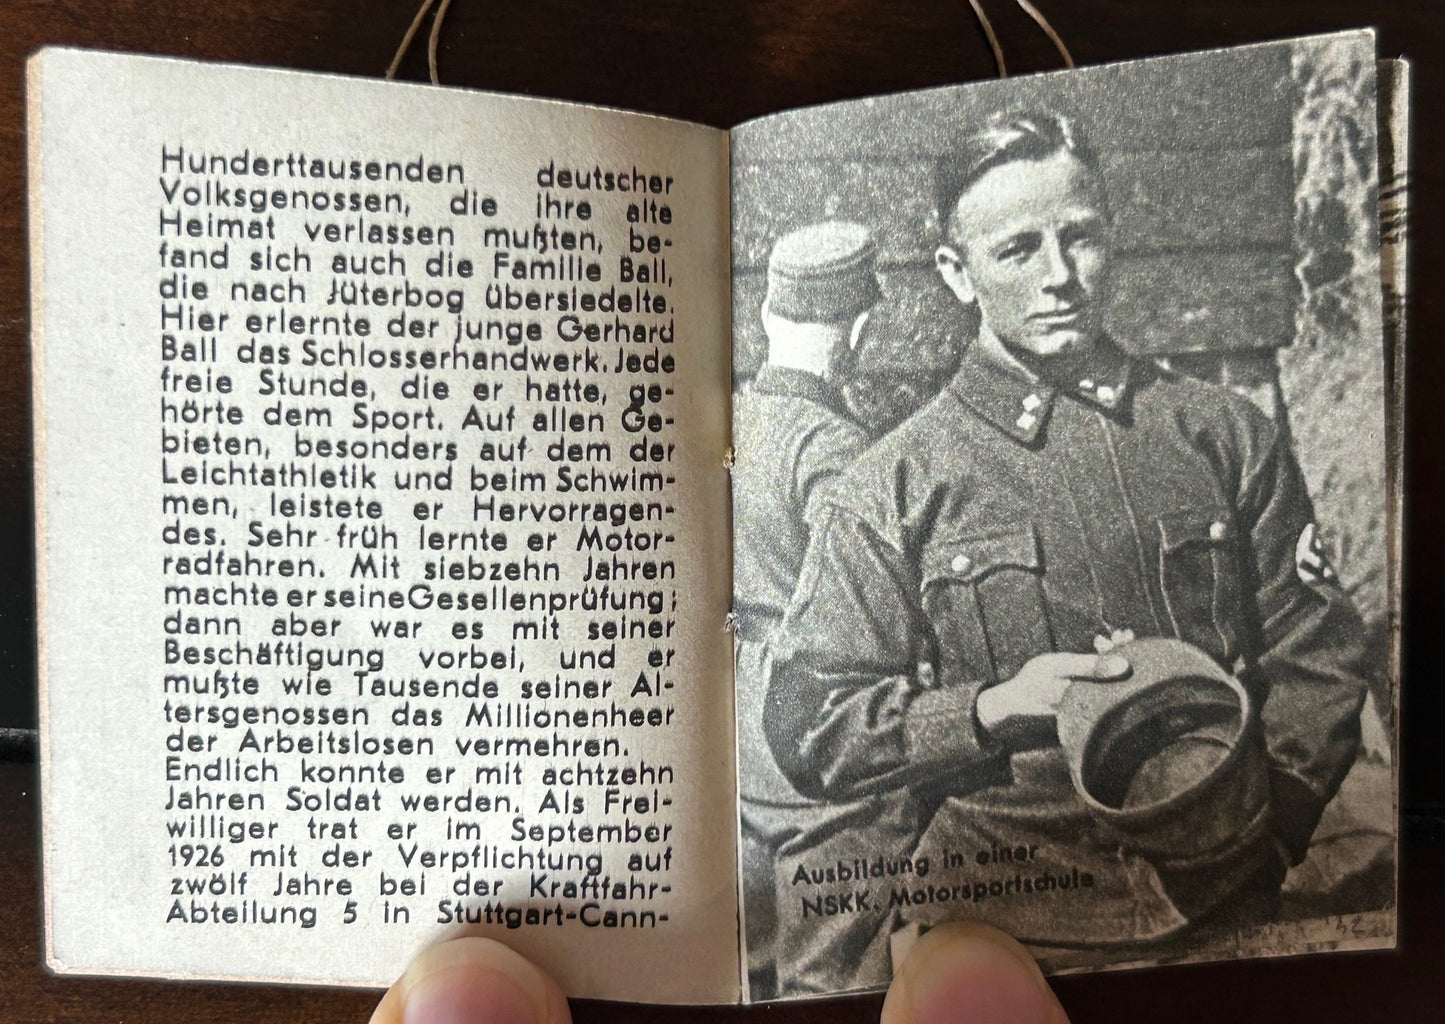 Hunderttausenden deutscher
Volksgenossen, die ihre alte
Heimat verlassen mußten, be-
fand sich auch die Familie Ball,
die nach Jüterbog übersiedelte.
Hier erlernte der junge Gerhard
Ball das Schlosserhandwerk. Jede
freie Stunde, die er hatte, ge-
hörte dem Sport. Auf allen Ge-
bieten, besonders auf dem der
Leichtathletik und beim Schwim-
men, leistete er Hervorragen-
des. Sehr früh lernte er Motor-
radfahren. Mit siebzehn Jahren
machte er seine Gesellenprüfung;
dann aber war es mit seiner
Beschäftigung vorbei, und er
mußte wie Tausende seiner Al-
tersgenossen das Millionenheer
der Arbeitslosen vermehren.
Endlich konnte er mit achtzehn
Jahren Soldat werden. Als Frei-
williger trat er im September
1926 mit der Verpflichtung auf
zwölf Jahre bei der Kraftfahr-
Abteilung 5 in Stuttgart-Cann-
Ausbildung in einer
NSKK. Motorsportschule